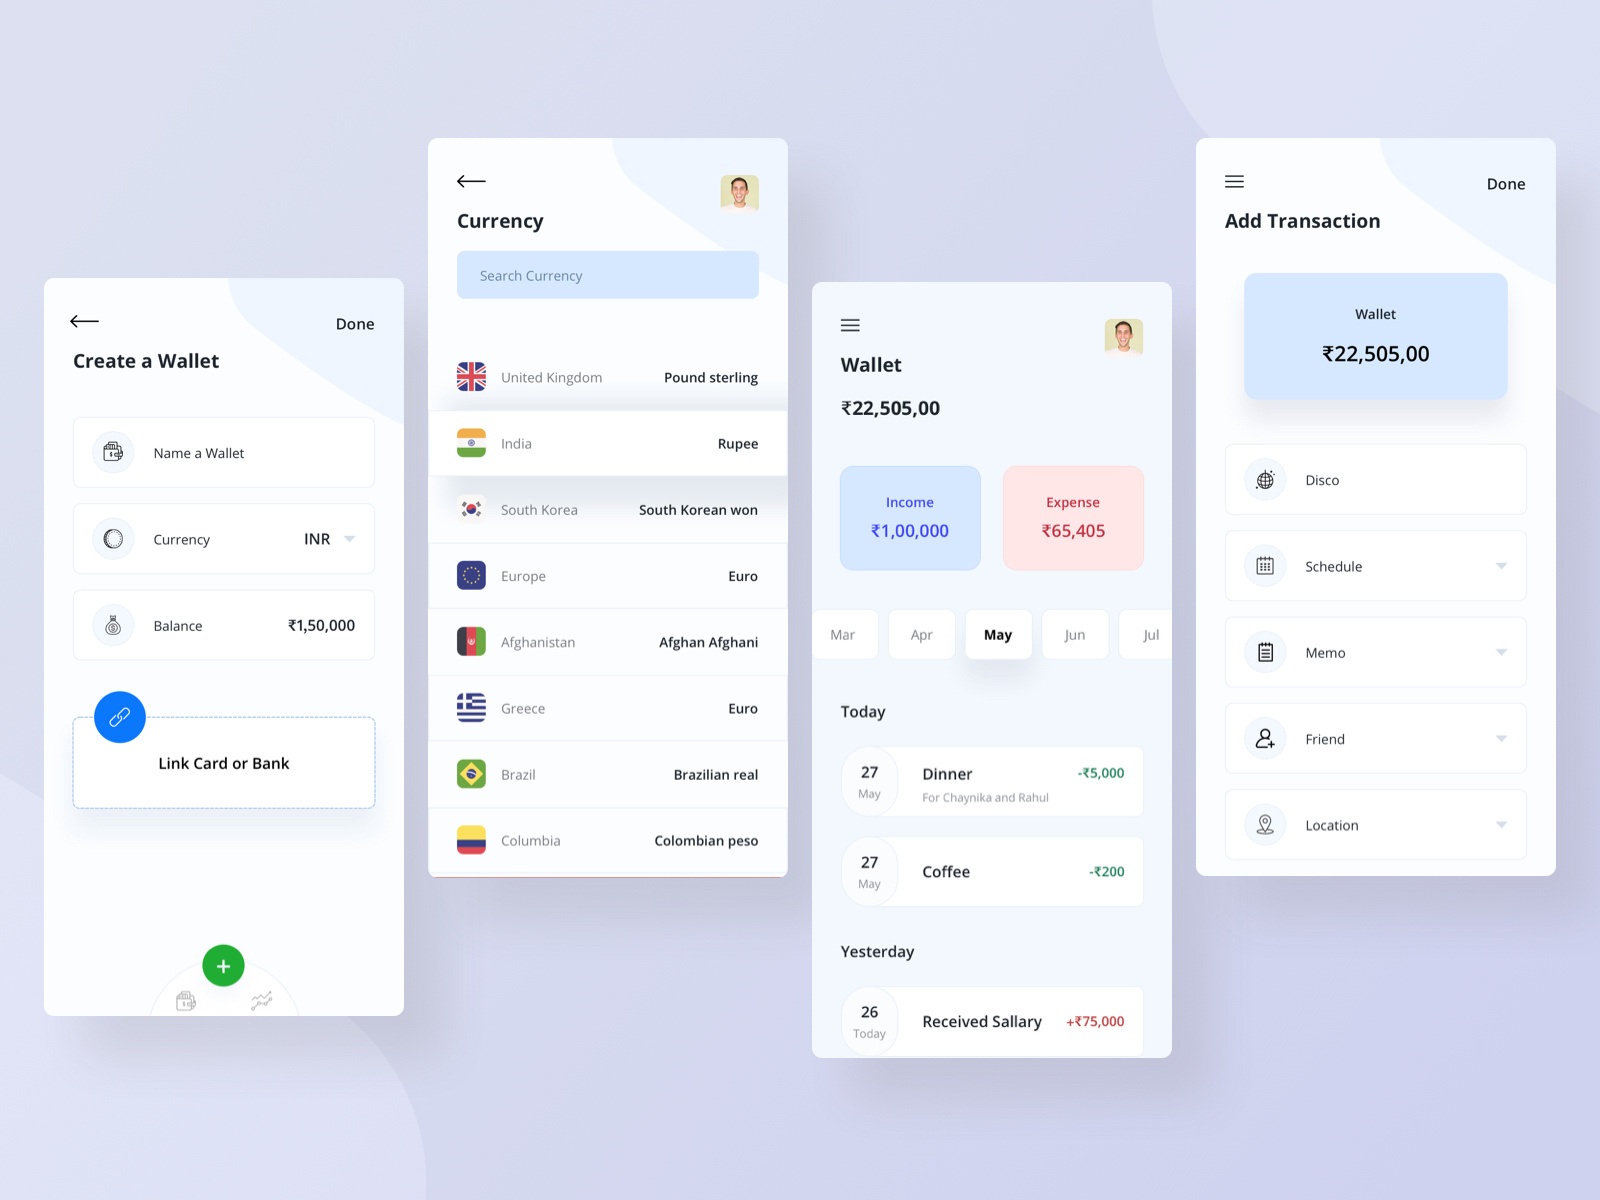 Done
Create a Wallet
Name a Wallet
Currency INR
Balance ₹1,50,000
Link Card or Bank
Currency
Search Currency
United Kingdom Pound sterling
India Rupee
South Korea South Korean won
Europe Euro
Afghanistan Afghan Afghani
Greece Euro
Brazil Brazilian real
Columbia Colombian peso
Wallet
₹22,505,00
Income Expense
₹1,00,000 ₹65,405
Mar Apr May Jun Jul
Today
27 Dinner -₹5,000
May For Chaynika and Rahul
27 Coffee -₹200
May
Yesterday
26 Received Sallary +₹75,000
Today
Done
Add Transaction
Wallet
₹22,505,00
Disco
Schedule
Memo
Friend
Location